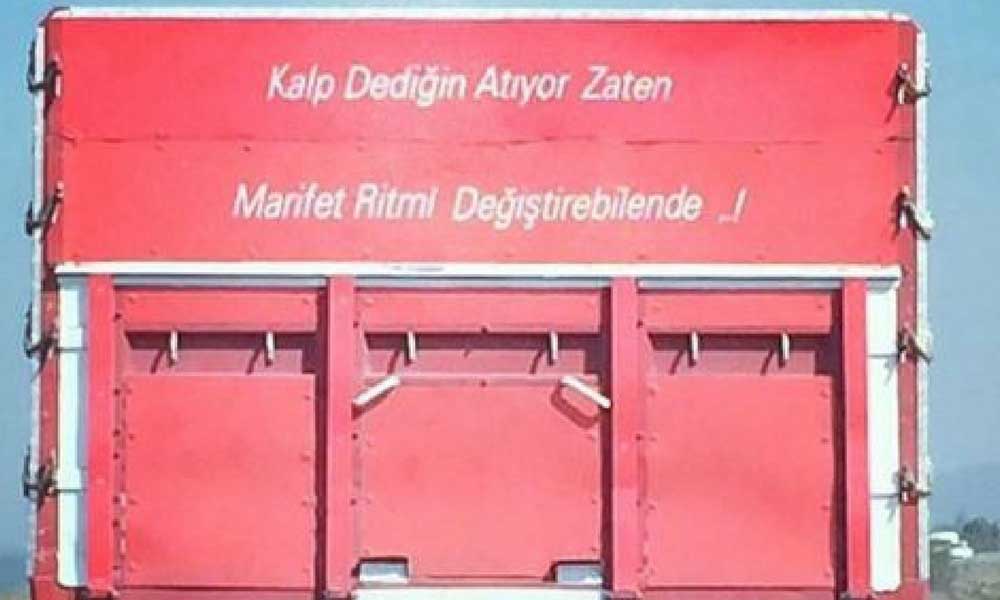 Kalp Dediğin Atıyor Zaten
Marifet Ritmi Değiştirebilende ..!